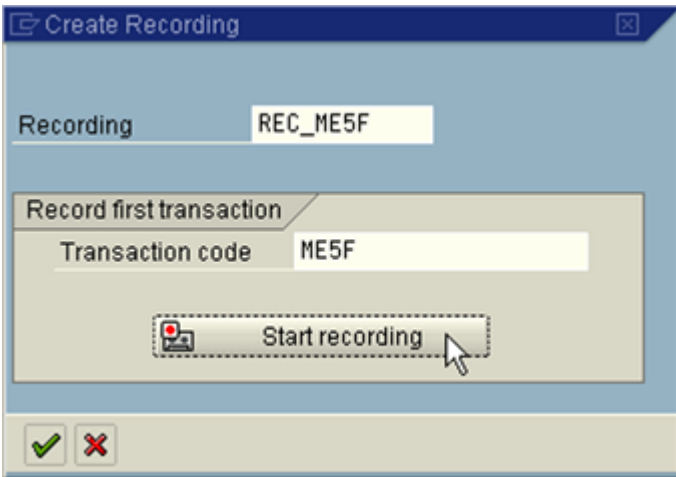 Create Recording
Recording REC_ME5F
Record first transaction
Transaction code ME5F
Start recording